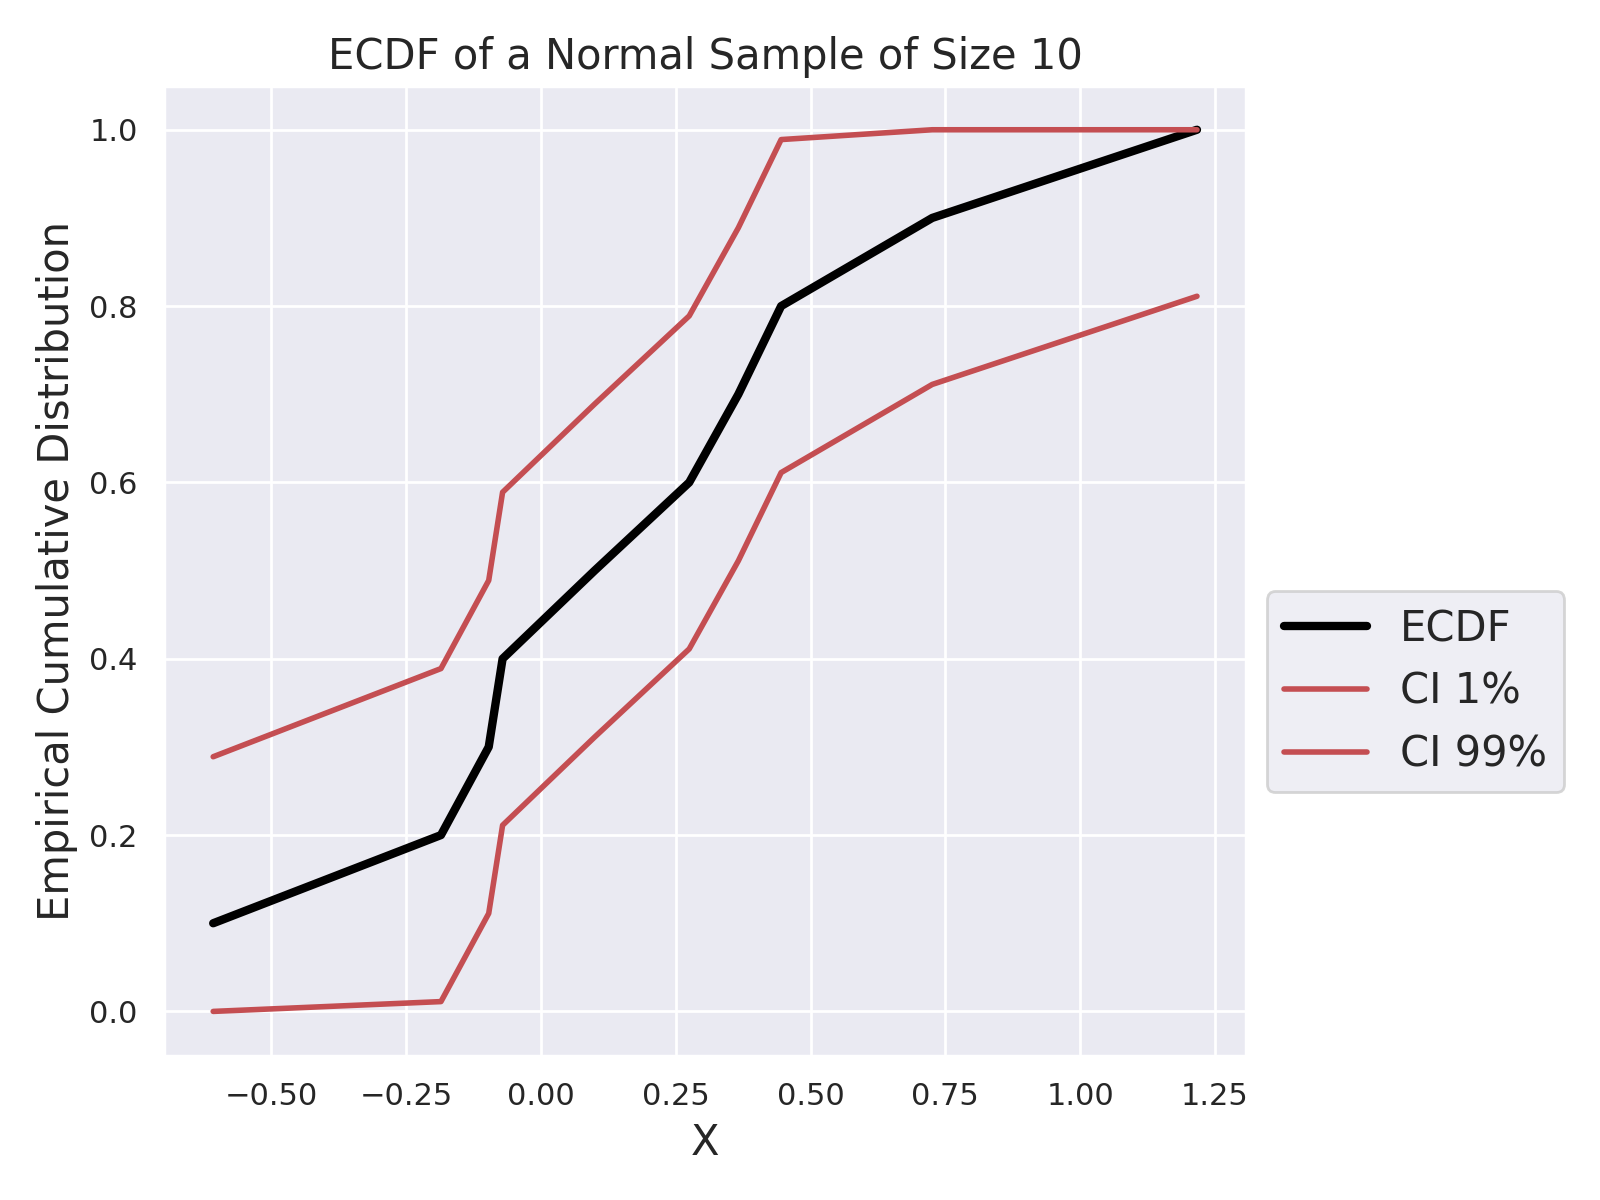 ECDF of a Normal Sample of Size 10
Empirical Cumulative Distribution
1.0
0.8
0.6
0.4
0.2
0.0
−0.50 −0.25 0.00 0.25 0.50 0.75 1.00 1.25
X
ECDF
CI 1%
CI 99%